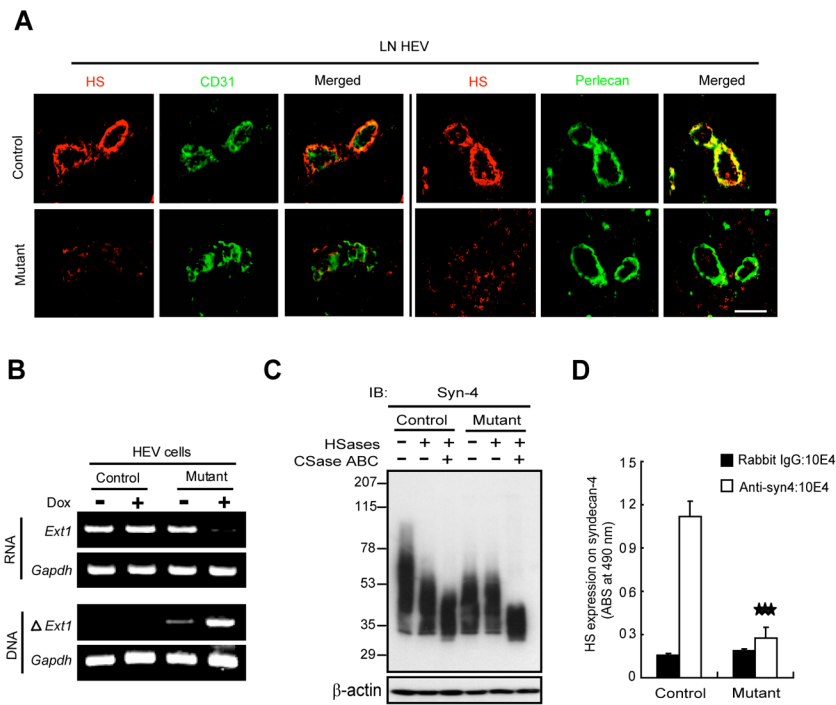 A
LN HEV
HS CD31 Merged HS Perlecan Merged
Control
Mutant
B
HEV cells
Control Mutant
Dox - + - +
RNA
Ext1
Gapdh
DNA
Δ Ext1
Gapdh
C
IB: Syn-4
Control Mutant
HSases - + + - + +
CSase ABC - - + - - +
207
115
78
53
35
29
β-actin
D
Rabbit IgG:10E4
Anti-syn4:10E4
HS expression on syndecan-4
(ABS at 490 nm)
1.5
1.2
0.9
0.6
0.3
0
★★★
Control Mutant